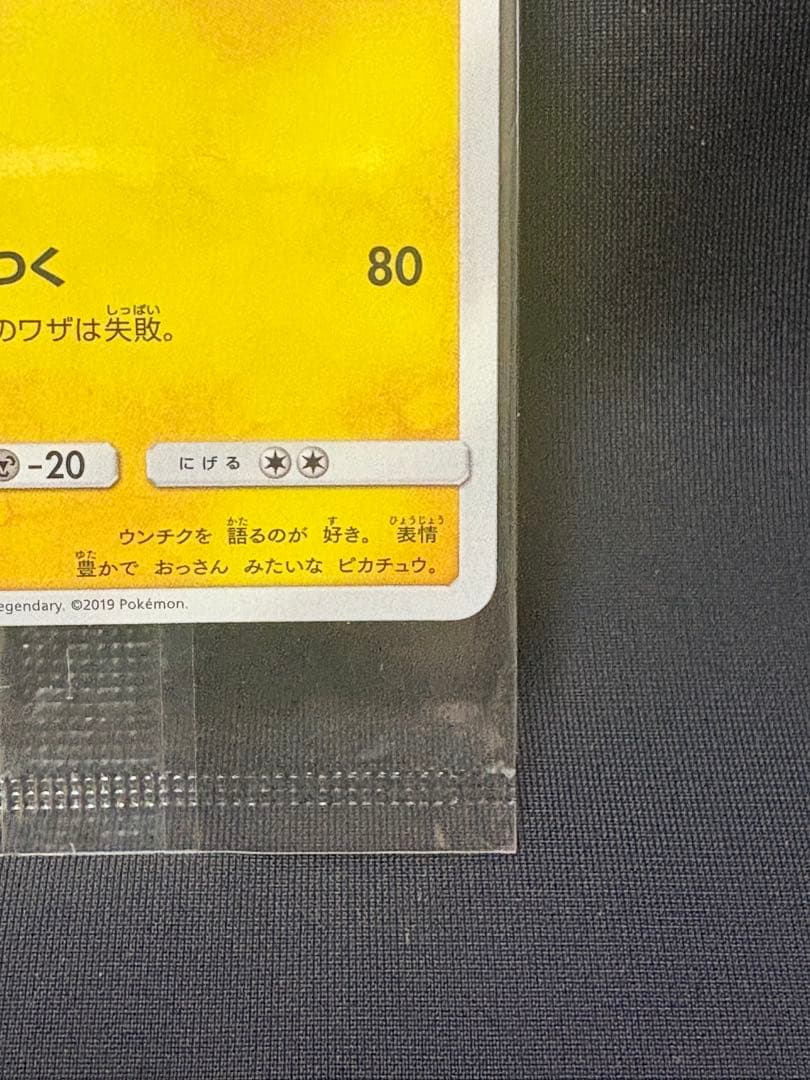 つく 80
のワザは失敗。
しっぱい
-20
にげる
ウンチクを 語るのが 好き。 表情
かた す ひょうじょう
豊かで おっさん みたいな ピカチュウ。
ゆた
egendary. ©2019 Pokémon.